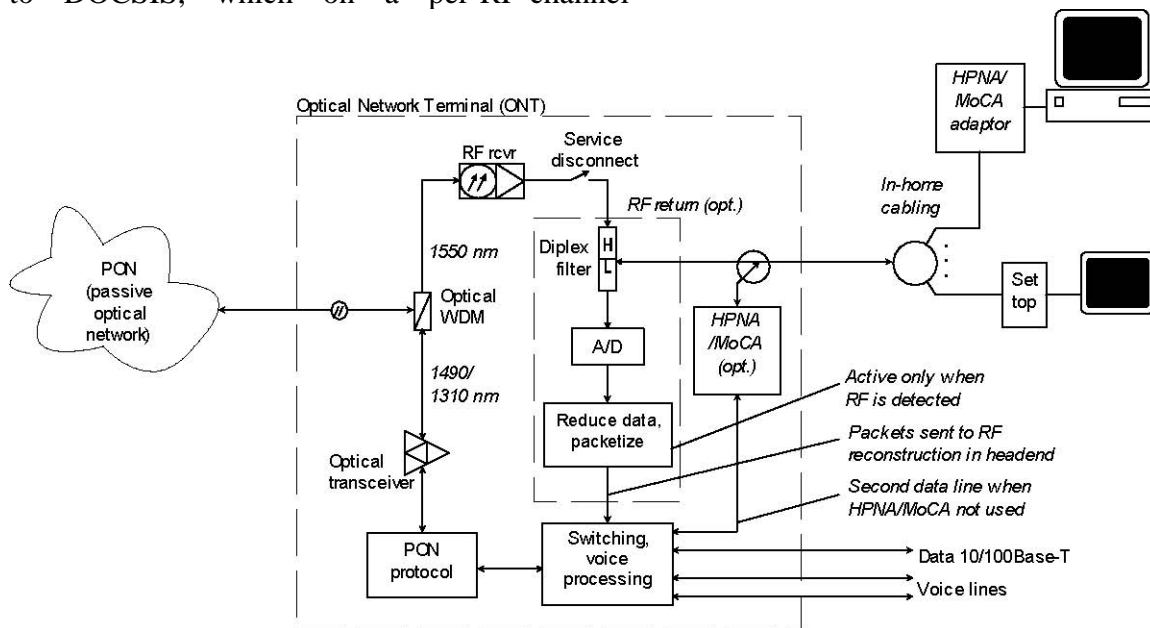 to DOCSIS, which on a per-RF channel
HPNA/
MoCA
adaptor
Optical Network Terminal (ONT)
Service
disconnect
RF rcvr
In-home
cabling
RF return (opt.)
Diplex
filter
H
L
1550 nm
PON
(passive
optical
network)
Optical
WDM
Set
top
HPNA
/MoCA
(opt.)
A/D
1490/
1310 nm
Active only when
RF is detected
Reduce data,
packetize
Packets sent to RF
reconstruction in headend
Optical
transceiver
Second data line when
HPNA/MoCA not used
PON
protocol
Switching,
voice
processing
Data 10/100Base-T
Voice lines